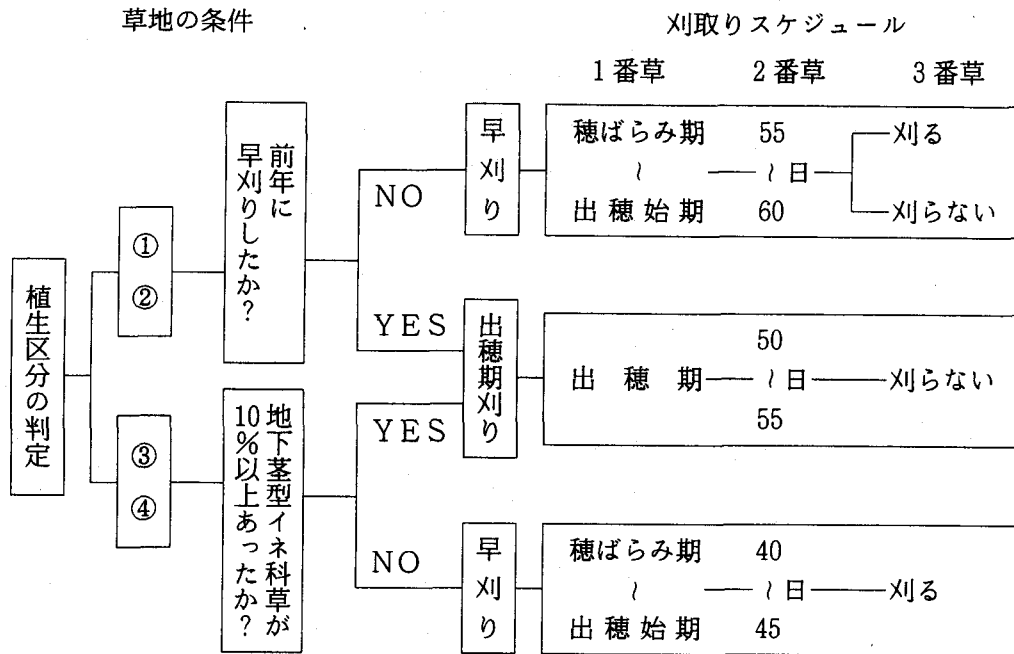 草地の条件
刈取りスケジュール
1番草 2番草 3番草
植生区分の判定
①
②
前年に
早刈りしたか?
NO
早刈り
穂ばらみ期 55 刈る
~ ~日
出穂始期 60 刈らない
YES
出穂期刈り
50
出穂期 ~日 刈らない
55
③
④
地下茎型イネ科草が
10%以上あったか?
YES
NO
早刈り
穂ばらみ期 40
~ ~日 刈る
出穂始期 45